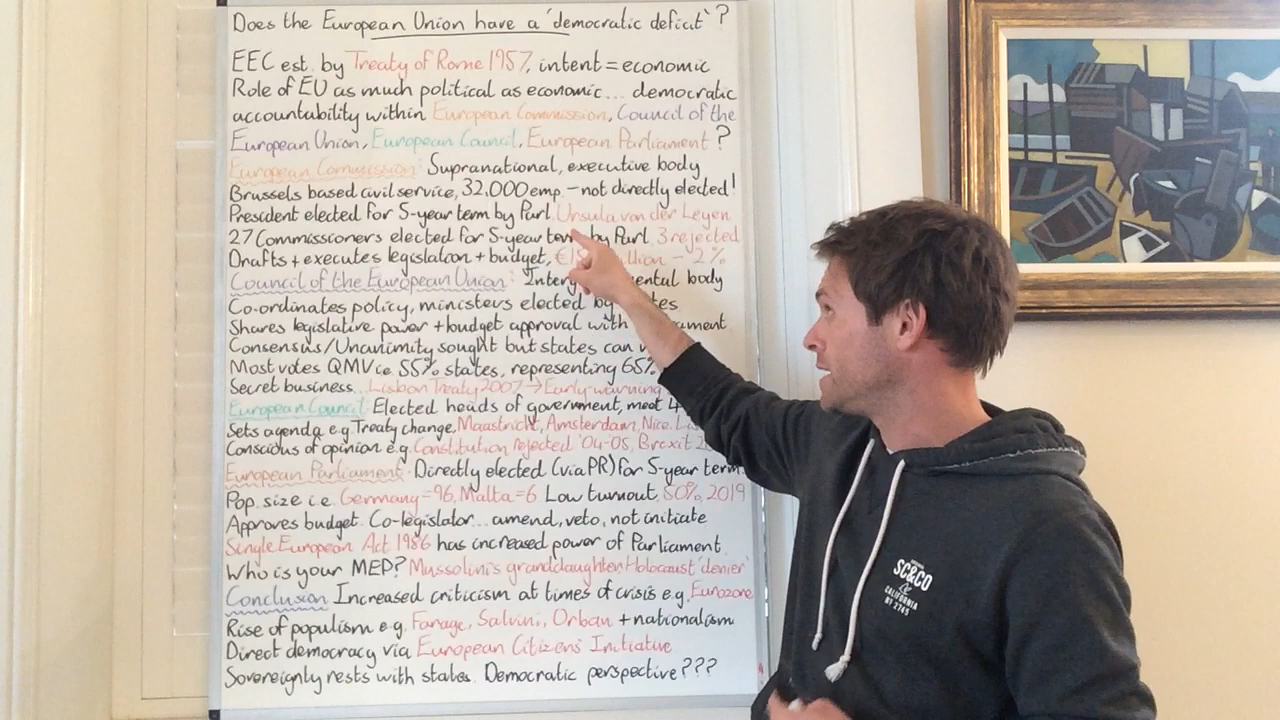 Does the European Union have a 'democratic deficit'?
EEC est. by Treaty of Rome 1957, intent = economic
Role of EU as much political as economic... democratic
accountability within European Commission, Council of the
European Union, European Council, European Parliament?
European Commission: Supranational, executive body
Brussels based civil service, 32,000 emp. - not directly elected!
President elected for 5-year term by Parl. Ursula von der Leyen
27 Commissioners elected for 5-year term by Parl. 3 rejected
Drafts + executes legislation + budget, - 2%
Council of the European Union: body
Co-ordinates policy, ministers elected by
Shares legislative power + budget approval with
Consensus/Unanimity sought but states can
Most votes QMV i.e 55% states, representing 65%
Secret business... Lisbon Treaty 2007 → Early-warning
European Council: Elected heads of government, meet
Sets agenda e.g Treaty change, Maastricht, Amsterdam, Nice,
Conscious of opinion e.g. Constitution rejected '04-05, Brexit
European Parliament: Directly elected (via PR) for 5-year term.
Pop. size i.e Germany = 96, Malta = 6 Low turnout, 50%, 2019
Approves budget. Co-legislator... amend, veto, not initiate
Single European Act 1986 has increased power of Parliament
Who is your MEP? Mussolini's granddaughter Holocaust 'denier'
Conclusion Increased criticism at times of crisis e.g. Eurozone
Rise of populism e.g. Farage, Salvini, Orban + nationalism
Direct democracy via European Citizens' Initiative
Sovereignty rests with states. Democratic perspective???
SC&CO
CALIFORNIA